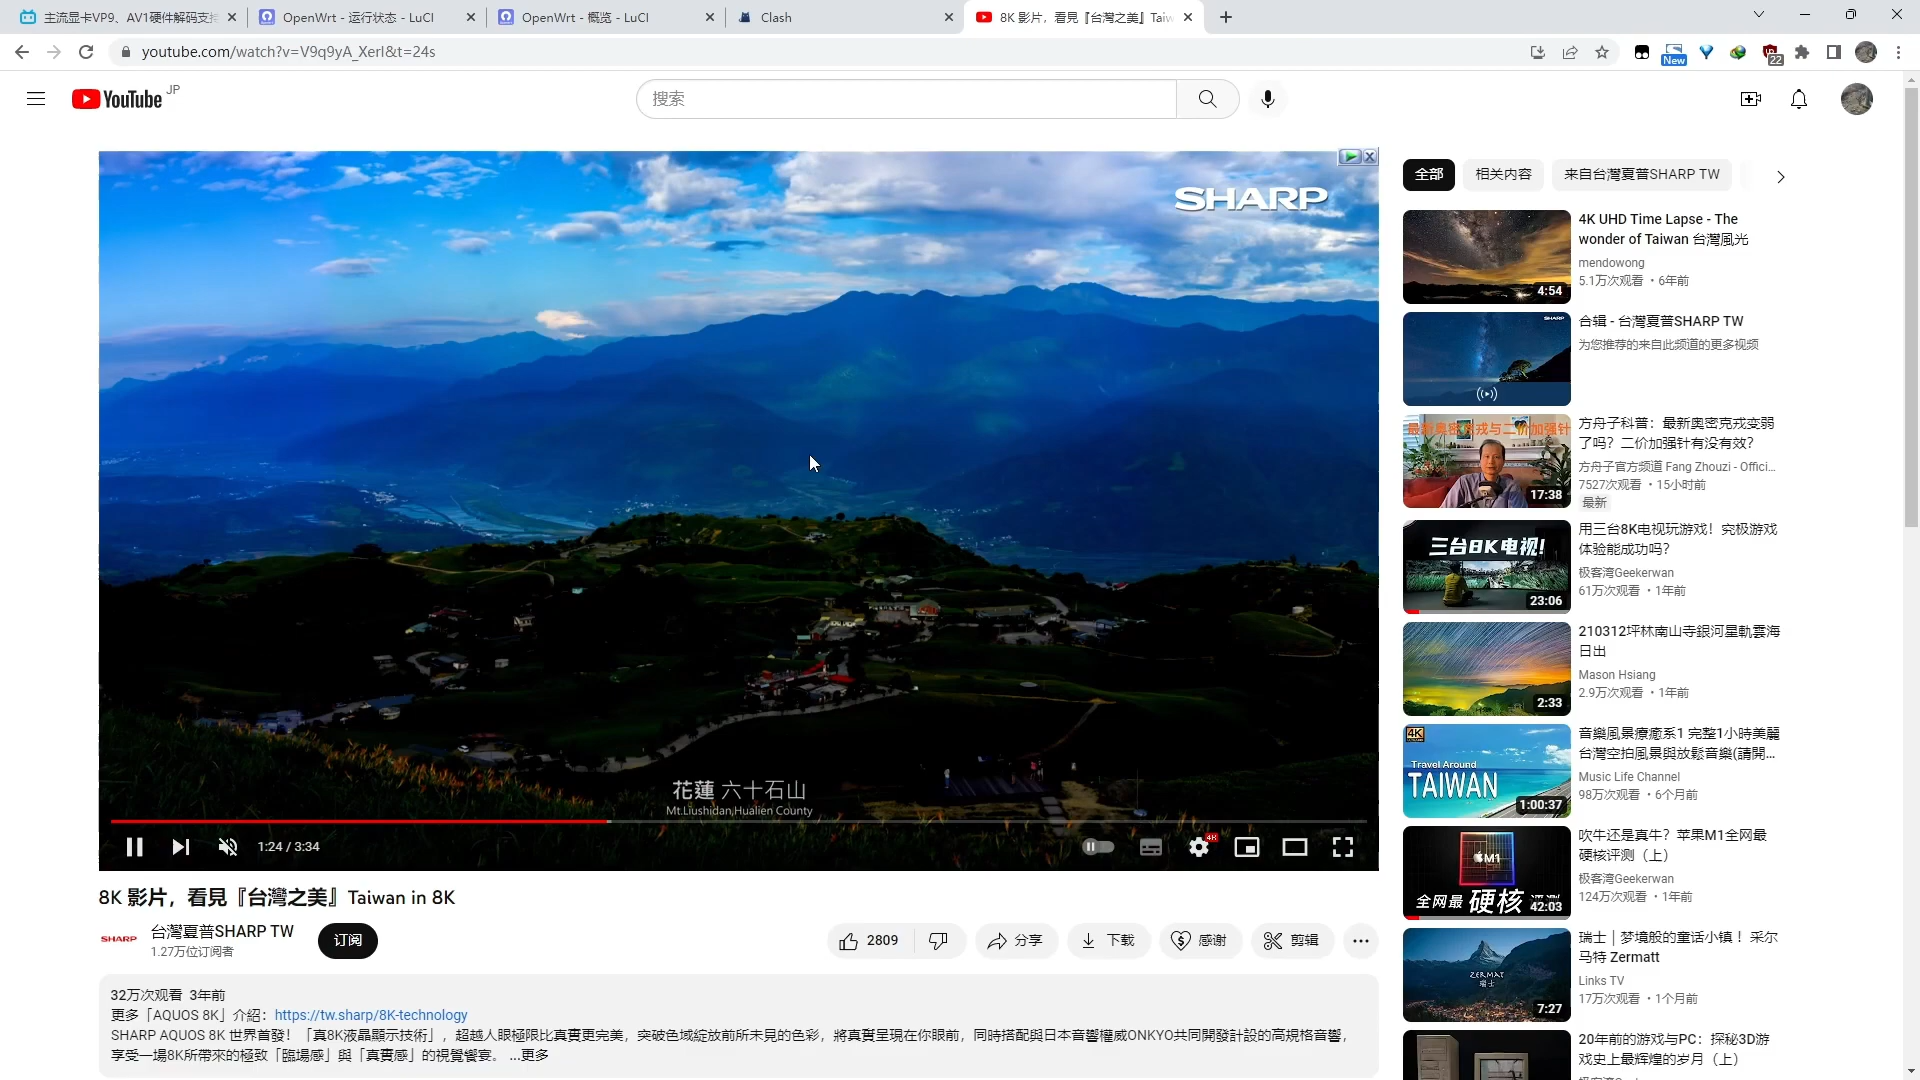 主流显卡VP9、AV1硬件解码支持
OpenWrt - 运行状态 - LuCI
OpenWrt - 概览 - LuCI
Clash
8K 影片，看見『台灣之美』Taiw
youtube.com/watch?v=V9q9yA_XerI&t=24s
New
22
YouTube JP
搜索
SHARP
花蓮 六十石山
Mt.Liushidan,Hualien County
1:24 / 3:34
4K
8K 影片，看見『台灣之美』Taiwan in 8K
SHARP
台灣夏普SHARP TW
1.27万位订阅者
订阅
2809
分享
下载
感谢
剪辑
32万次观看 3年前
更多「AQUOS 8K」介紹：https://tw.sharp/8K-technology
SHARP AQUOS 8K 世界首發！「真8K液晶顯示技術」，超越人眼極限比真實更完美，突破色域綻放前所未見的色彩，將真實呈現在你眼前，同時搭配與日本音響權威ONKYO共同開發計設的高規格音響，
享受一場8K所帶來的極致「臨場感」與「真實感」的視覺饗宴。 ...更多
全部
相关内容
来自台灣夏普SHARP TW
4:54
4K UHD Time Lapse - The
wonder of Taiwan 台灣風光
mendowong
5.1万次观看 • 6年前
SHARP
合辑 - 台灣夏普SHARP TW
为您推荐的来自此频道的更多视频
最新奥密克戎与二价加强针
17:38
方舟子科普：最新奥密克戎变弱
了吗？二价加强针有没有效？
方舟子官方频道 Fang Zhouzi - Offici...
7527次观看 • 15小时前
最新
三台8K电视!
23:06
用三台8K电视玩游戏！究极游戏
体验能成功吗？
极客湾Geekerwan
61万次观看 • 1年前
2:33
210312坪林南山寺銀河星軌雲海
日出
Mason Hsiang
2.9万次观看 • 1年前
4K
Travel Around
TAIWAN
1:00:37
音樂風景療癒系1 完整1小時美麗
台灣空拍風景與放鬆音樂(請開...
Music Life Channel
98万次观看 • 6个月前
M1
全网最硬核
42:03
吹牛还是真牛？苹果M1全网最
硬核评测（上）
极客湾Geekerwan
124万次观看 • 1年前
ZERMAT
瑞士
7:27
瑞士｜梦境般的童话小镇！采尔
马特 Zermatt
Links TV
17万次观看 • 1个月前
20年前的游戏与PC：探秘3D游
戏史上最辉煌的岁月（上）